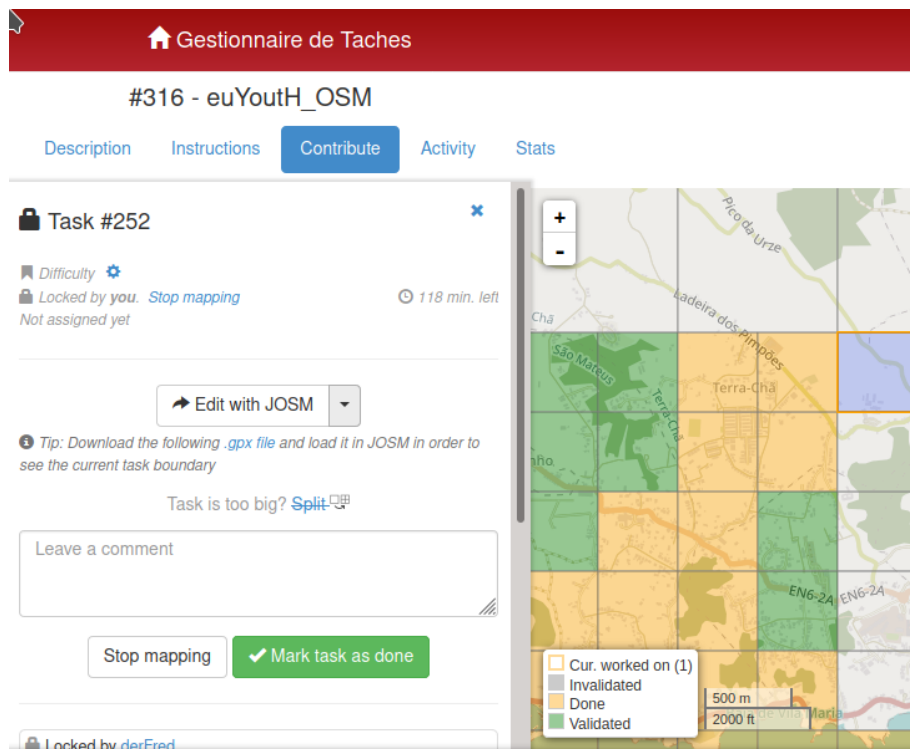 Gestionnaire de Taches
#316 - euYoutH_OSM
Description Instructions Contribute Activity Stats
Task #252
Difficulty
Locked by you. Stop mapping 118 min. left
Not assigned yet
Edit with JOSM
Tip: Download the following .gpx file and load it in JOSM in order to
see the current task boundary
Task is too big? Split
Leave a comment
Stop mapping Mark task as done
Locked by derFred
+
-
Pico da Urze
Ladeira dos Pimpões
Chã
São Mateus
Terra-Chã
Terra-Chã
nho
EN6-2A EN6-2A
Cur. worked on (1)
Invalidated
Done
Validated
500 m
2000 ft
de Vila Maria